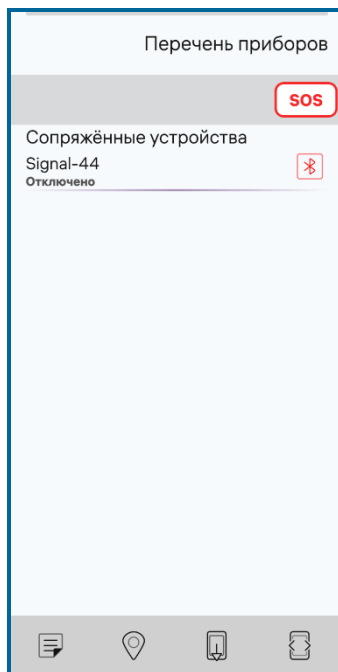 Перечень приборов
SOS
Сопряжённые устройства
Signal-44
Отключено